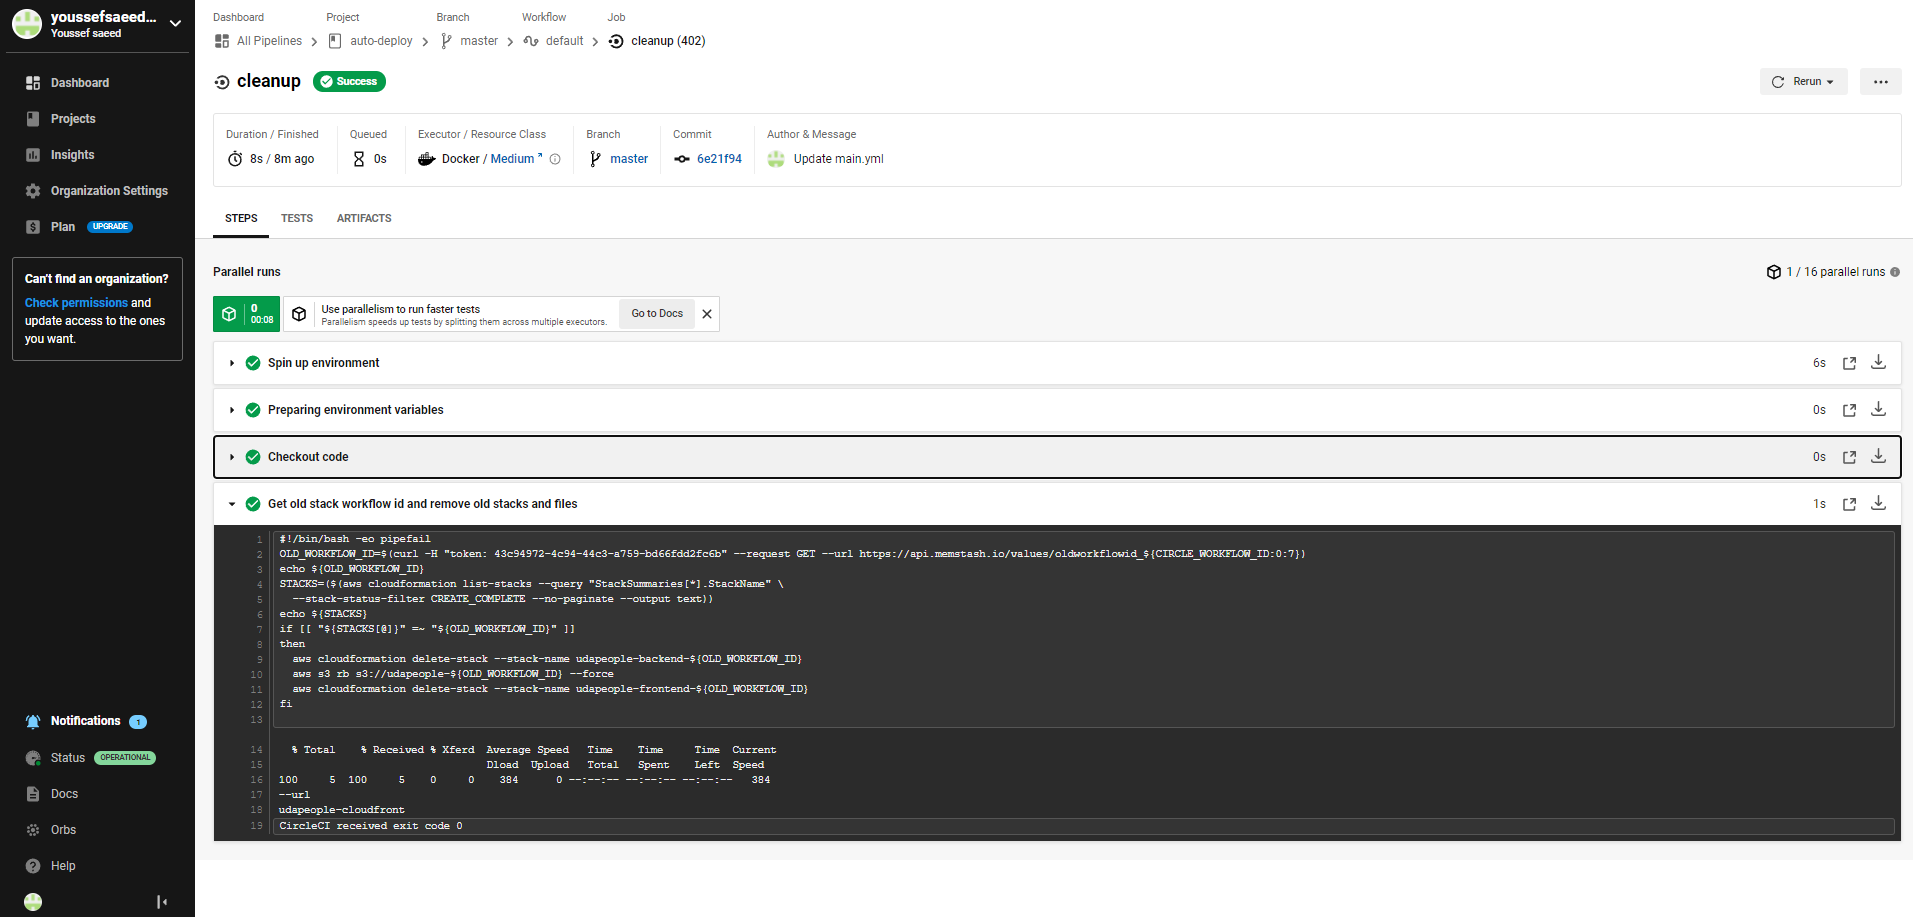 youssefsaeed...
Youssef saeed
Dashboard
Projects
Insights
Organization Settings
Plan UPGRADE
Can't find an organization?
Check permissions and
update access to the ones
you want.
Notifications 1
Status OPERATIONAL
Docs
Orbs
Help
Dashboard Project Branch Workflow Job
All Pipelines auto-deploy master default cleanup (402)
cleanup Success
Rerun
Duration / Finished Queued Executor / Resource Class Branch Commit Author & Message
8s / 8m ago 0s Docker / Medium master 6e21f94 Update main.yml
STEPS TESTS ARTIFACTS
Parallel runs
1 / 16 parallel runs
0
00:08
Use parallelism to run faster tests
Parallelism speeds up tests by splitting them across multiple executors.
Go to Docs
Spin up environment 6s
Preparing environment variables 0s
Checkout code 0s
Get old stack workflow id and remove old stacks and files 1s
1 #!/bin/bash -eo pipefail
2 OLD_WORKFLOW_ID=$(curl -H "token: 43c94972-4c94-44c3-a759-bd66fdd2fc6b" --request GET --url https://api.memstash.io/values/oldworkflowid_${CIRCLE_WORKFLOW_ID:0:7})
3 echo ${OLD_WORKFLOW_ID}
4 STACKS=($(aws cloudformation list-stacks --query "StackSummaries[*].StackName" \
5   --stack-status-filter CREATE_COMPLETE --no-paginate --output text))
6 echo ${STACKS}
7 if [[ "${STACKS[@]}" =~ "${OLD_WORKFLOW_ID}" ]]
8 then
9   aws cloudformation delete-stack --stack-name udapeople-backend-${OLD_WORKFLOW_ID}
10   aws s3 rb s3://udapeople-${OLD_WORKFLOW_ID} --force
11   aws cloudformation delete-stack --stack-name udapeople-frontend-${OLD_WORKFLOW_ID}
12 fi
13
14   % Total    % Received % Xferd  Average Speed   Time    Time     Time  Current
15                                  Dload  Upload   Total   Spent    Left  Speed
16 100     5  100     5    0     0    384      0 --:--:-- --:--:-- --:--:--   384
17 --url
18 udapeople-cloudfront
19 CircleCI received exit code 0